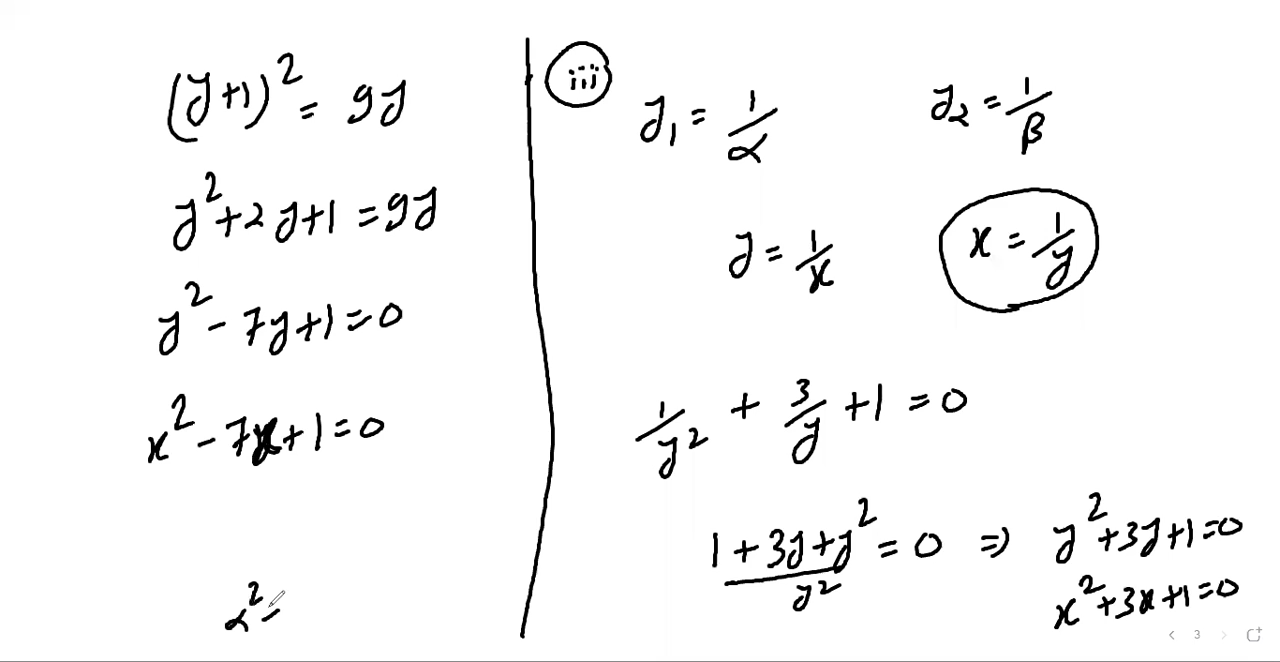 (y+1)² = 9y
y²+2y+1 = 9y
y² - 7y+1 = 0
x² - 7x+1 = 0
α² =
iii
y₁ = 1/α y₂ = 1/β
y = 1/x x = 1/y
1/y² + 3/y + 1 = 0
(1 + 3y + y²)/y² = 0 ⇒ y²+3y+1=0
x²+3x+1=0
< 3 >